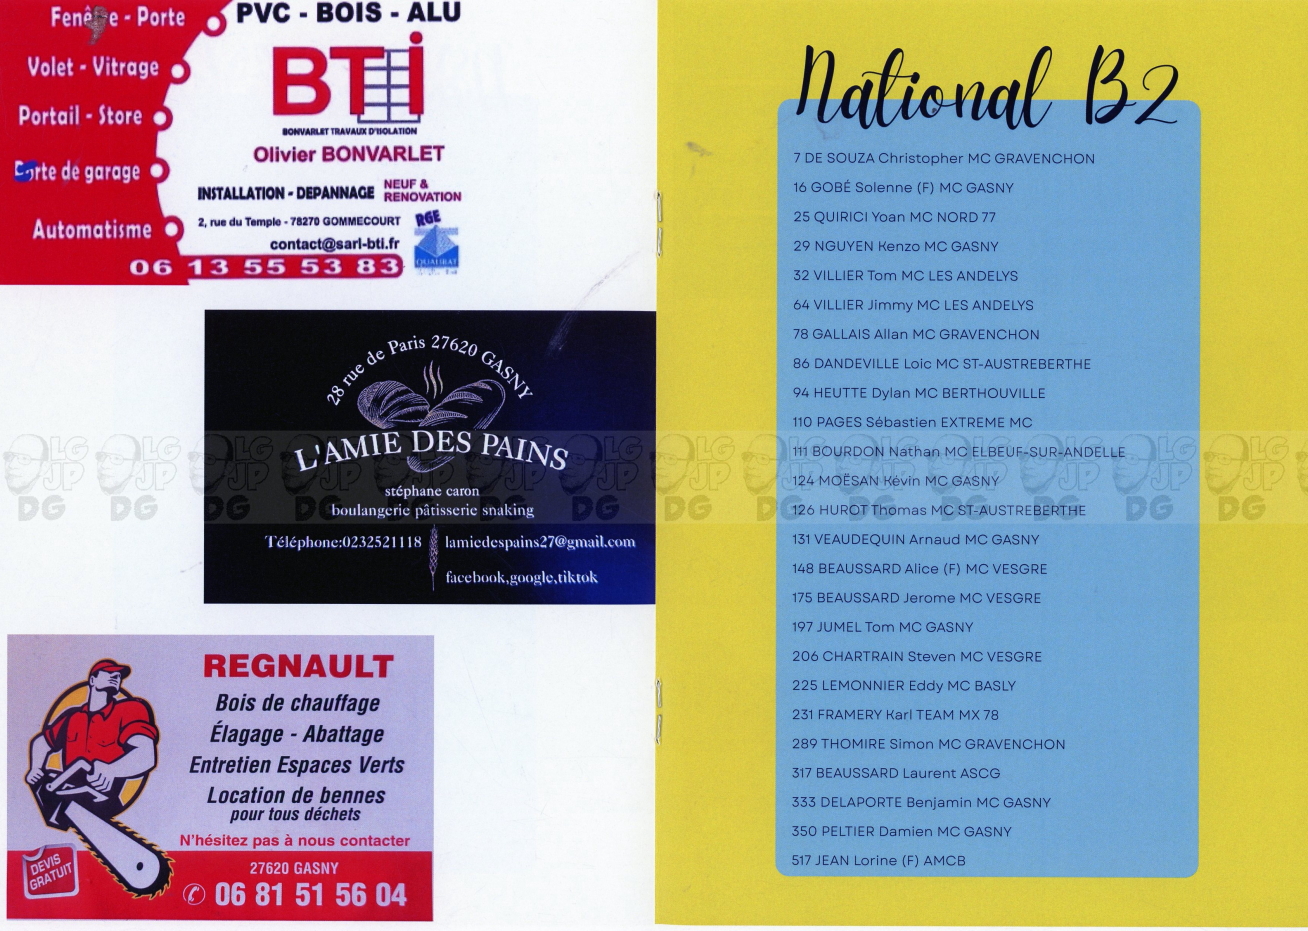 Fenêtre - Porte
Volet - Vitrage
Portail - Store
Porte de garage
Automatisme
PVC - BOIS - ALU
BTi
BONVARLET TRAVAUX D'ISOLATION
Olivier BONVARLET
INSTALLATION - DEPANNAGE NEUF & RENOVATION
2, rue du Temple - 78270 GOMMECOURT
RGE
contact@sarl-bti.fr
QUALIBAT
06 13 55 53 83
28 rue de Paris 27620 GASNY
L'AMIE DES PAINS
stéphane caron
boulangerie pâtisserie snaking
Téléphone:0232521118
lamiedespains27@gmail.com
facebook,google,tiktok
REGNAULT
Bois de chauffage
Élagage - Abattage
Entretien Espaces Verts
Location de bennes
pour tous déchets
N'hésitez pas à nous contacter
DEVIS
GRATUIT
27620 GASNY
06 81 51 56 04
National B2
7 DE SOUZA Christopher MC GRAVENCHON
16 GOBÉ Solenne (F) MC GASNY
25 QUIRICI Yoan MC NORD 77
29 NGUYEN Kenzo MC GASNY
32 VILLIER Tom MC LES ANDELYS
64 VILLIER Jimmy MC LES ANDELYS
78 GALLAIS Allan MC GRAVENCHON
86 DANDEVILLE Loïc MC ST-AUSTREBERTHE
94 HEUTTE Dylan MC BERTHOUVILLE
110 PAGES Sébastien EXTREME MC
111 BOURDON Nathan MC ELBEUF-SUR-ANDELLE
124 MOËSAN Kévin MC GASNY
126 HUROT Thomas MC ST-AUSTREBERTHE
131 VEAUDEQUIN Arnaud MC GASNY
148 BEAUSSARD Alice (F) MC VESGRE
175 BEAUSSARD Jerome MC VESGRE
197 JUMEL Tom MC GASNY
206 CHARTRAIN Steven MC VESGRE
225 LEMONNIER Eddy MC BASLY
231 FRAMERY Karl TEAM MX 78
289 THOMIRE Simon MC GRAVENCHON
317 BEAUSSARD Laurent ASCG
333 DELAPORTE Benjamin MC GASNY
350 PELTIER Damien MC GASNY
517 JEAN Lorine (F) AMCB
LG JP DG